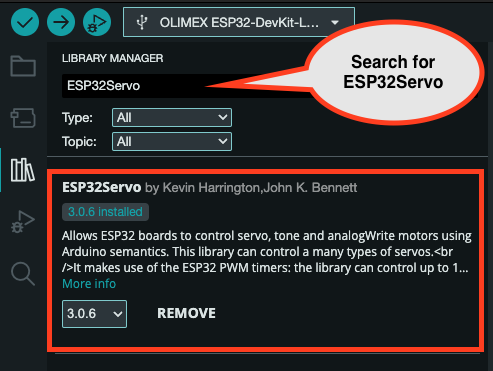 OLIMEX ESP32-DevKit-L...
LIBRARY MANAGER
Search for
ESP32Servo
ESP32Servo
Type: All
Topic: All
ESP32Servo by Kevin Harrington,John K. Bennett
3.0.6 installed
Allows ESP32 boards to control servo, tone and analogWrite motors using
Arduino semantics. This library can control a many types of servos.<br
/>It makes use of the ESP32 PWM timers: the library can control up to 1...
More info
3.0.6 REMOVE